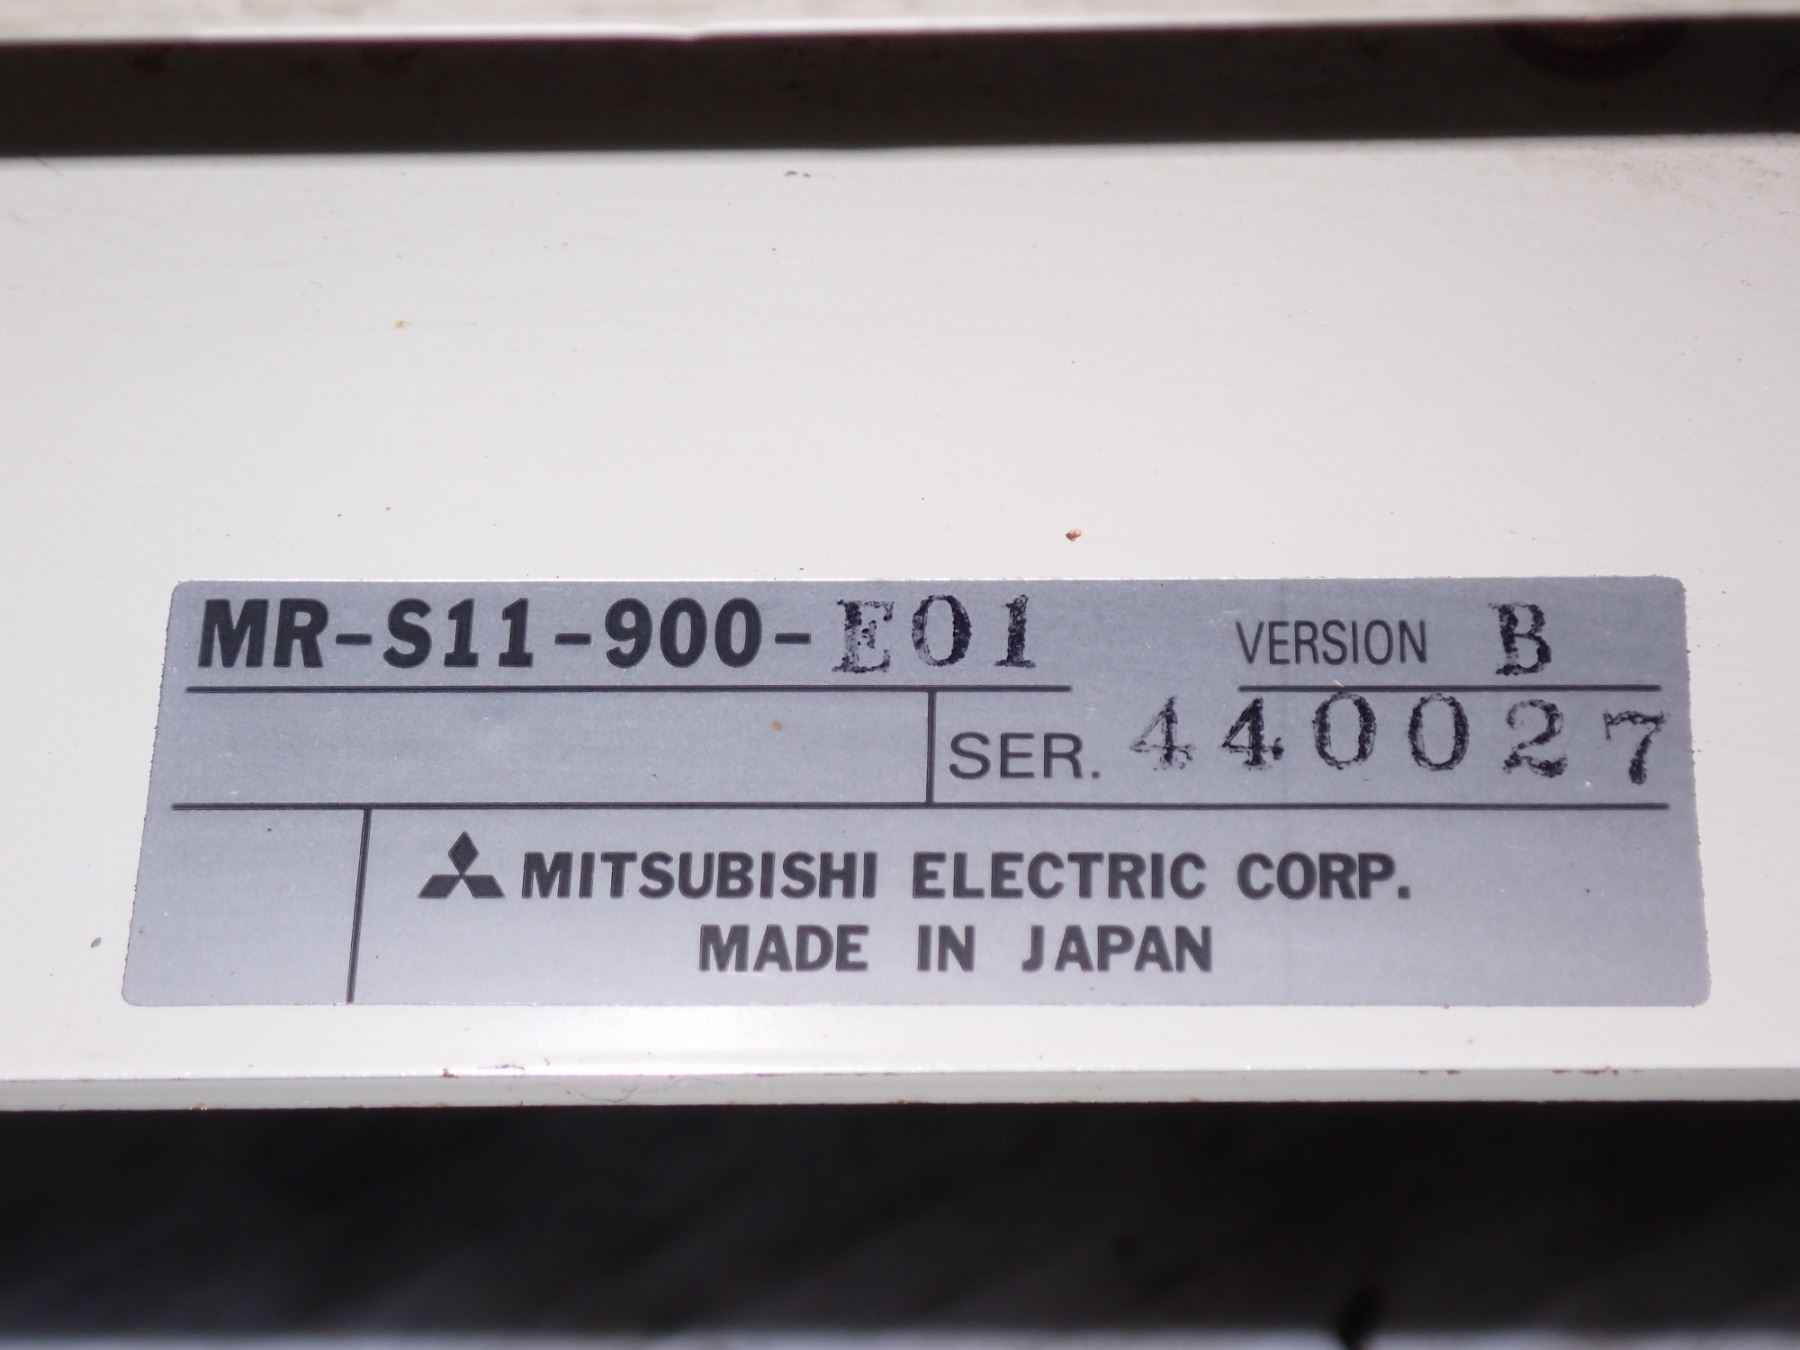 MR-S11-900-E01 VERSION B
SER. 440027
MITSUBISHI ELECTRIC CORP.
MADE IN JAPAN